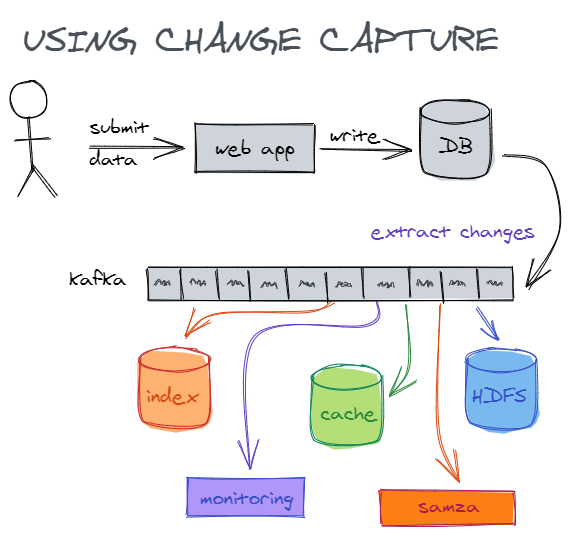 USING CHANGE CAPTURE
submit
data
web app
write
DB
extract changes
kafka
index
cache
HDFS
monitoring
samza